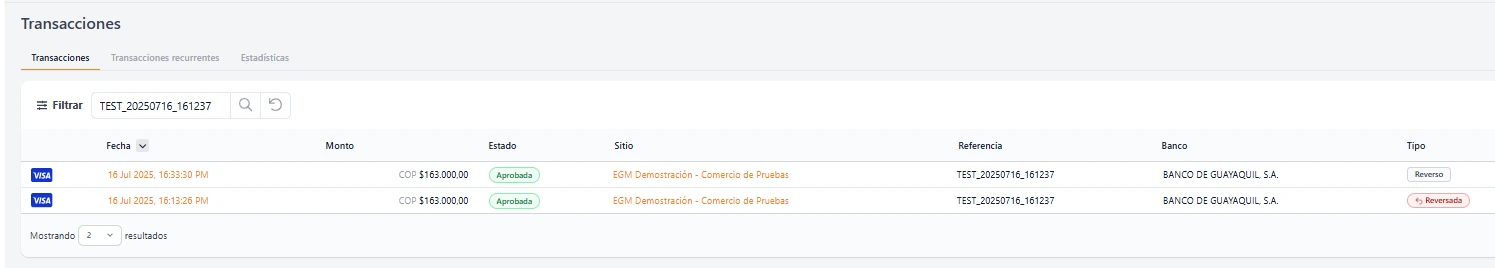 Transacciones
Transacciones Transacciones recurrentes Estadísticas
Filtrar TEST_20250716_161237
Fecha Monto Estado Sitio Referencia Banco Tipo
VISA 16 Jul 2025, 16:33:30 PM COP $163.000,00 Aprobada EGM Demostración - Comercio de Pruebas TEST_20250716_161237 BANCO DE GUAYAQUIL, S.A. Reverso
VISA 16 Jul 2025, 16:13:26 PM COP $163.000,00 Aprobada EGM Demostración - Comercio de Pruebas TEST_20250716_161237 BANCO DE GUAYAQUIL, S.A. Reversada
Mostrando 2 resultados